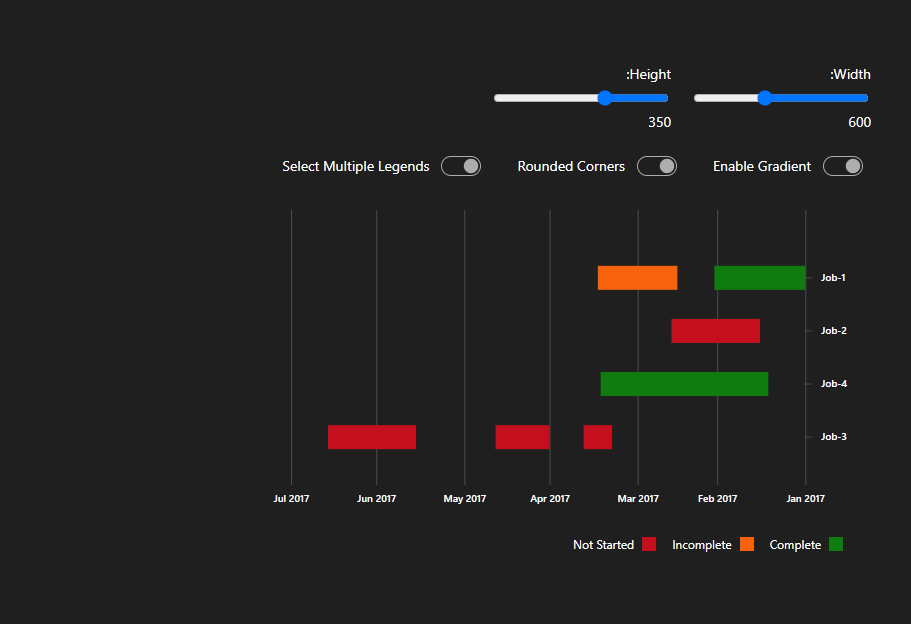 :Width
:Height
600
350
Enable Gradient
Rounded Corners
Select Multiple Legends
Job-1
Job-2
Job-4
Job-3
Jan 2017
Feb 2017
Mar 2017
Apr 2017
May 2017
Jun 2017
Jul 2017
Complete
Incomplete
Not Started